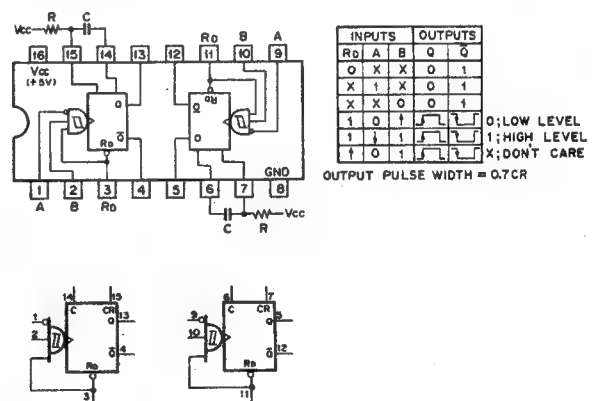 R C
Vcc
RD B A
16 15 14 13 12 11 10 9
Vcc
(+5V)
Q Q̄ RD
RD Q̄ Q
GND
1 2 3 4 5 6 7 8
A B RD
C R Vcc
INPUTS OUTPUTS
RD A B Q Q̄
0 X X 0 1
X 1 X 0 1
X X 0 0 1
1 0 ↑
1 ↓ 1
↑ 0 1
0;LOW LEVEL
1;HIGH LEVEL
X;DON'T CARE
OUTPUT PULSE WIDTH = 0.7CR
14 15
C CR
1 2
Q 13
Q̄ 4
RD
3
6 7
C CR
9 10
Q 5
Q̄ 12
RD
11